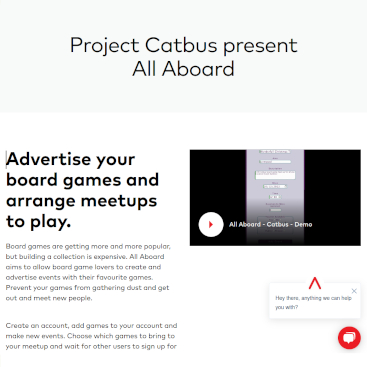 Project Catbus present
All Aboard
Advertise your
board games and
arrange meetups
to play.
Board games are getting more and more popular,
but building a collection is expensive. All Aboard
aims to allow board game lovers to create and
advertise events with their favourite games.
Prevent your games from gathering dust and get
out and meet new people.
Create an account, add games to your account and
make new events. Choose which games to bring to
your meetup and wait for other users to sign up for
All Aboard - Catbus - Demo
Hey there, anything we can help
you with?